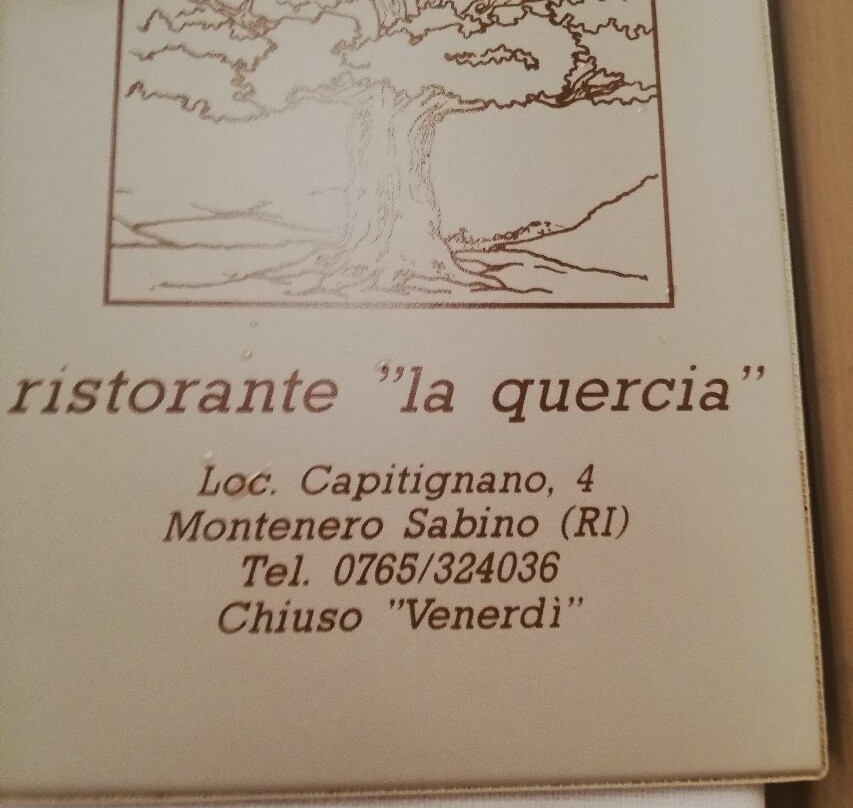 ristorante "la quercia"
Loc. Capitignano, 4
Montenero Sabino (RI)
Tel. 0765/324036
Chiuso "Venerdì"